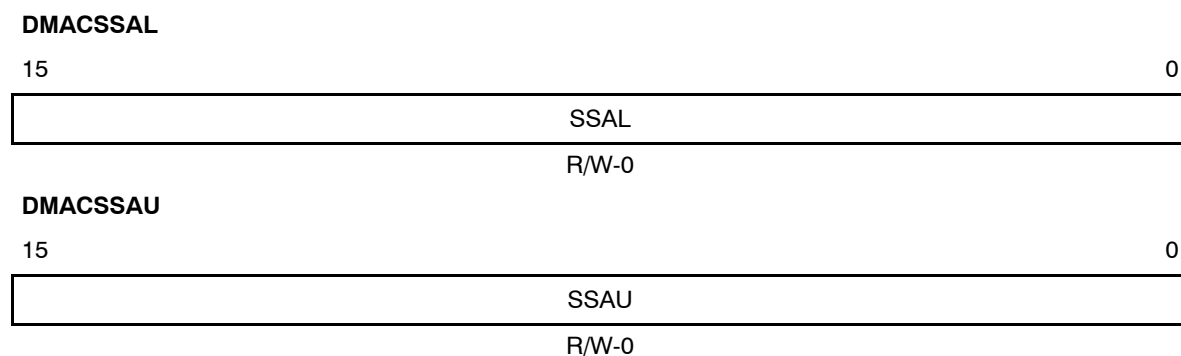 DMACSSAL
15 0
SSAL
R/W-0
DMACSSAU
15 0
SSAU
R/W-0